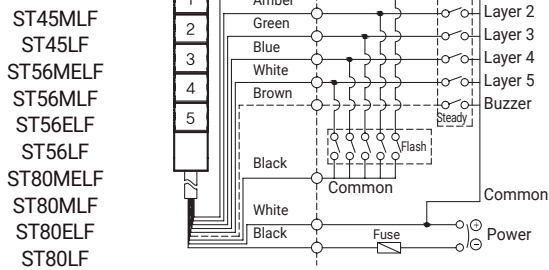 ST45MLF
ST45LF
ST56MELF
ST56MLF
ST56ELF
ST56LF
ST80MELF
ST80MLF
ST80ELF
ST80LF
1
2
3
4
5
Amber
Green
Blue
White
Brown
Black
White
Black
Layer 2
Layer 3
Layer 4
Layer 5
Buzzer
Steady
Flash
Common
Common
Fuse
Power